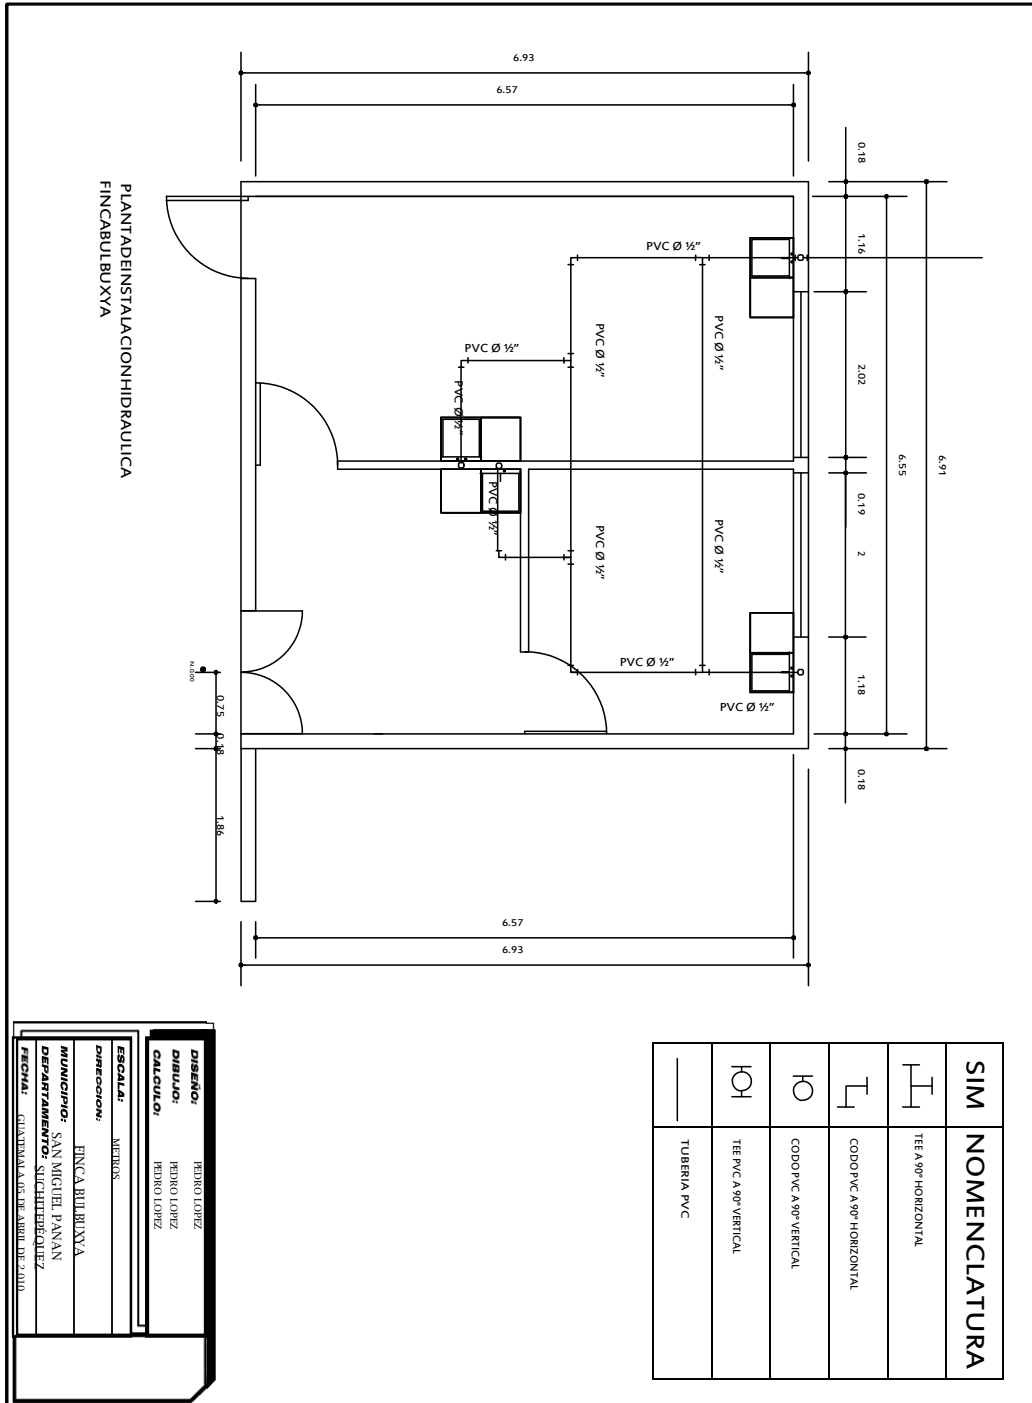 6.93
6.57
0.18
1.16
2.02
0.19
2
1.18
0.18
6.55
6.91
PVC Ø ½"
PVC Ø ½"
PVC Ø ½"
PVC Ø ½"
PVC Ø ½"
PVC Ø ½"
PVC Ø ½"
PVC Ø ½"
PVC Ø ½"
PVC Ø ½"
0.75
0.18
1.86
6.57
6.93
PLANTADEINSTALACIONHIDRAULICA
FINCABULBUXYA
SIM NOMENCLATURA
TEE A 90° HORIZONTAL
CODO PVC A 90° HORIZONTAL
CODO PVC A 90° VERTICAL
TEE PVC A 90° VERTICAL
TUBERIA PVC
DISEÑO: PEDRO LOPEZ
DIBUJO: PEDRO LOPEZ
CALCULO: PEDRO LOPEZ
ESCALA: METROS
DIRECCION: FINCA BULBUXYA
MUNICIPIO: SAN MIGUEL PANAN
DEPARTAMENTO: SUCHITEPÉQUEZ
FECHA: GUATEMALA 05 DE ABRIL DE 2,010